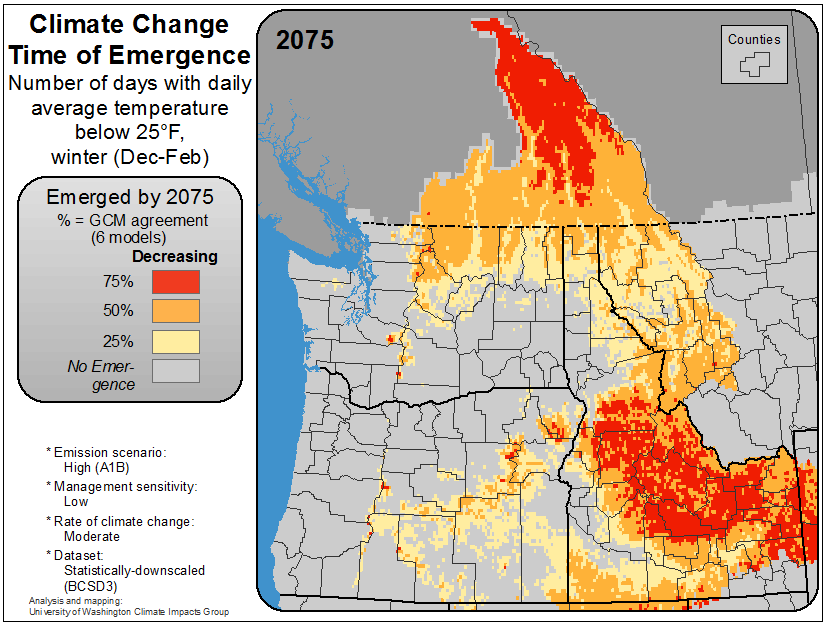 Climate Change
Time of Emergence
Number of days with daily
average temperature
below 25°F,
winter (Dec-Feb)
2075
Counties
Emerged by 2075
% = GCM agreement
(6 models)
Decreasing
75%
50%
25%
No Emer-
gence
* Emission scenario:
High (A1B)
* Management sensitivity:
Low
* Rate of climate change:
Moderate
* Dataset:
Statistically-downscaled
(BCSD3)
Analysis and mapping:
University of Washington Climate Impacts Group